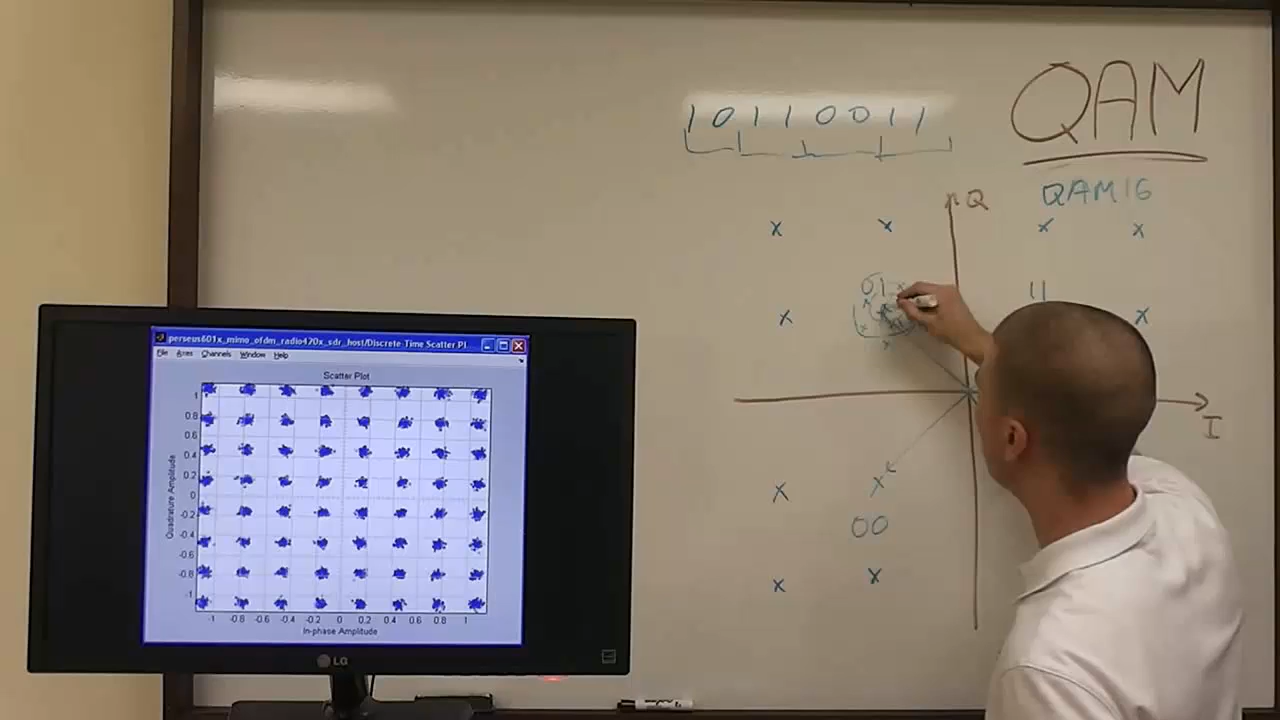 10110011
QAM
QAM16
Q
x x x x
01
11
x x
I
x x
00
x x
perseus601x_mimo_ofdm_radio420x_sdr_host/Discrete-Time Scatter Pl...
File Axes Channels Window Help
Scatter Plot
Quadrature Amplitude
1
0.8
0.6
0.4
0.2
0
-0.2
-0.4
-0.6
-0.8
-1
-1 -0.8 -0.6 -0.4 -0.2 0 0.2 0.4 0.6 0.8 1
In-phase Amplitude
LG